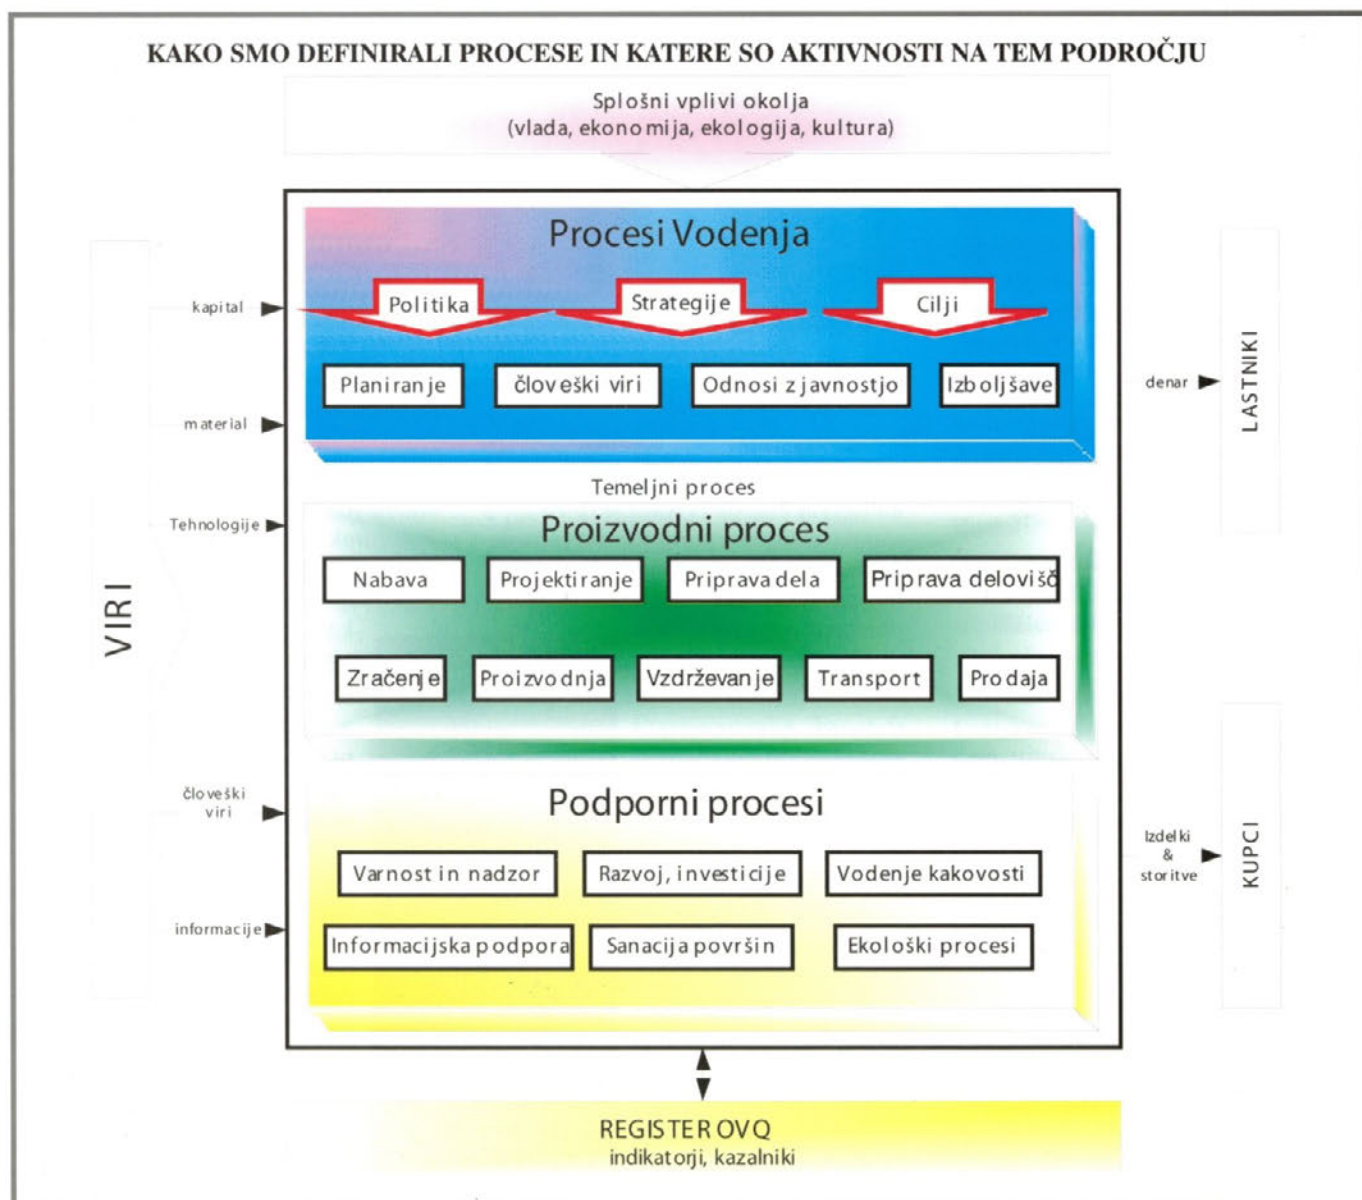 KAKO SMO DEFINIRALI PROCESE IN KATERE SO AKTIVNOSTI NA TEM PODROČJU
Splošni vplivi okolja
(vlada, ekonomija, ekologija, kultura)
Procesi Vodenja
Politika
Strategije
Cilji
Planiranje
človeški viri
Odnosi z javnostjo
Izboljšave
Temeljni proces
Proizvodni proces
Nabava
Projektiranje
Priprava dela
Priprava delovišč
Zračenje
Proizvodnja
Vzdrževanje
Transport
Prodaja
Podporni procesi
Varnost in nadzor
Razvoj, investicije
Vodenje kakovosti
Informacijska podpora
Sanacija površin
Ekološki procesi
VIRI
kapital
material
Tehnologije
človeški
viri
informacije
denar
LASTNIKI
Izdelki
&
storitve
KUPCI
REGISTER OVQ
indikatorji, kazalniki